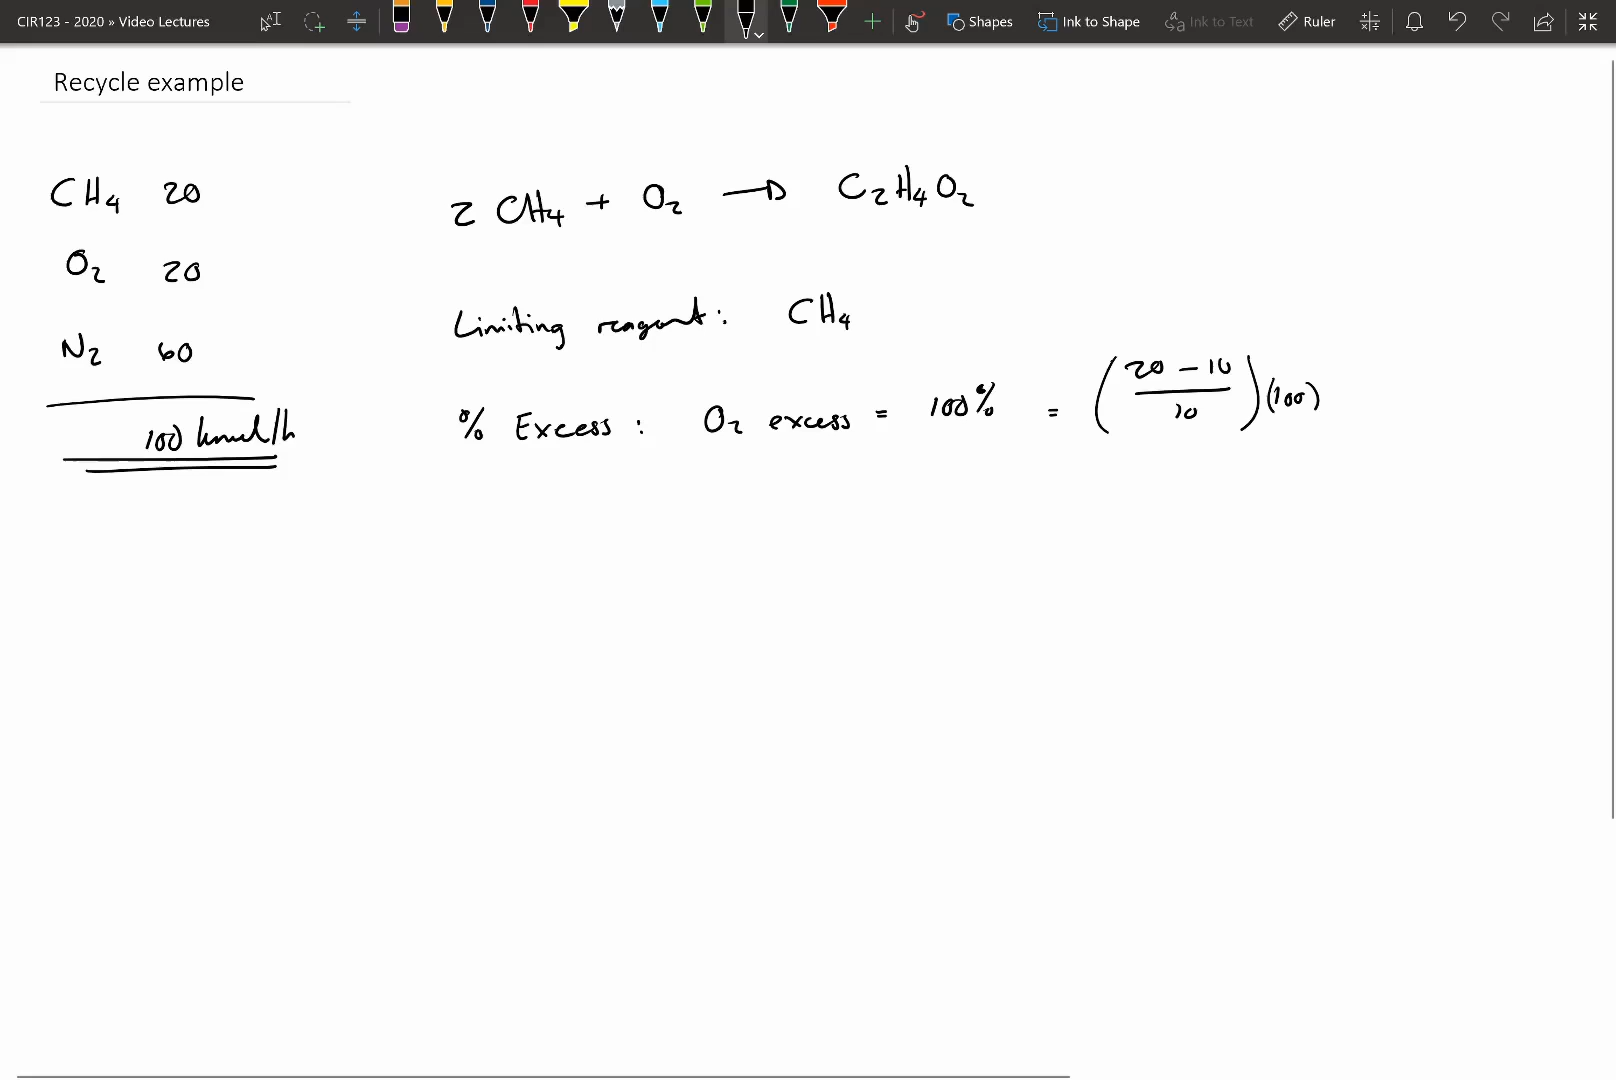 CIR123 - 2020 » Video Lectures Shapes Ink to Shape Ink to Text Ruler
Recycle example
CH4 20
O2 20
N2 60
100 kmol/h
2 CH4 + O2 → C2H4O2
Limiting reagent: CH4
% Excess : O2 excess = 100% = (20 - 10 / 10)(100)